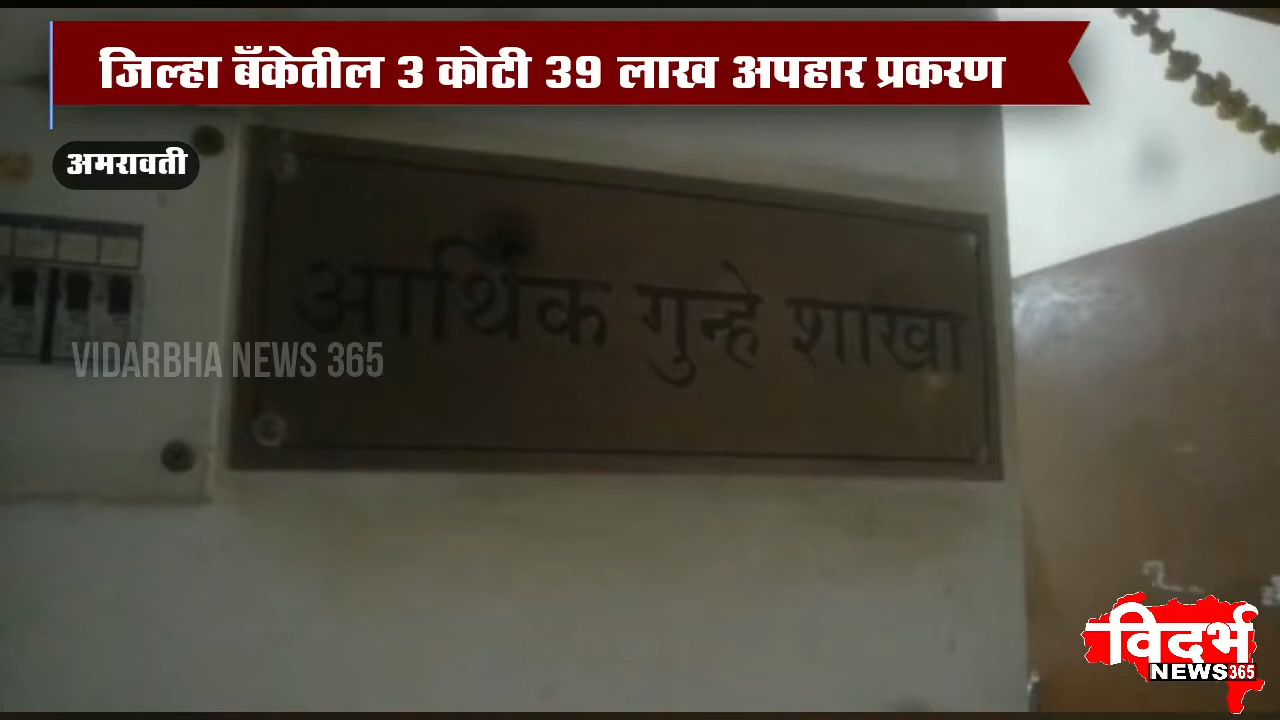 जिल्हा बँकेतील 3 कोटी 39 लाख अपहार प्रकरण
अमरावती
आर्थिक गुन्हे शाखा
VIDARBHA NEWS 365
विदर्भ
NEWS365